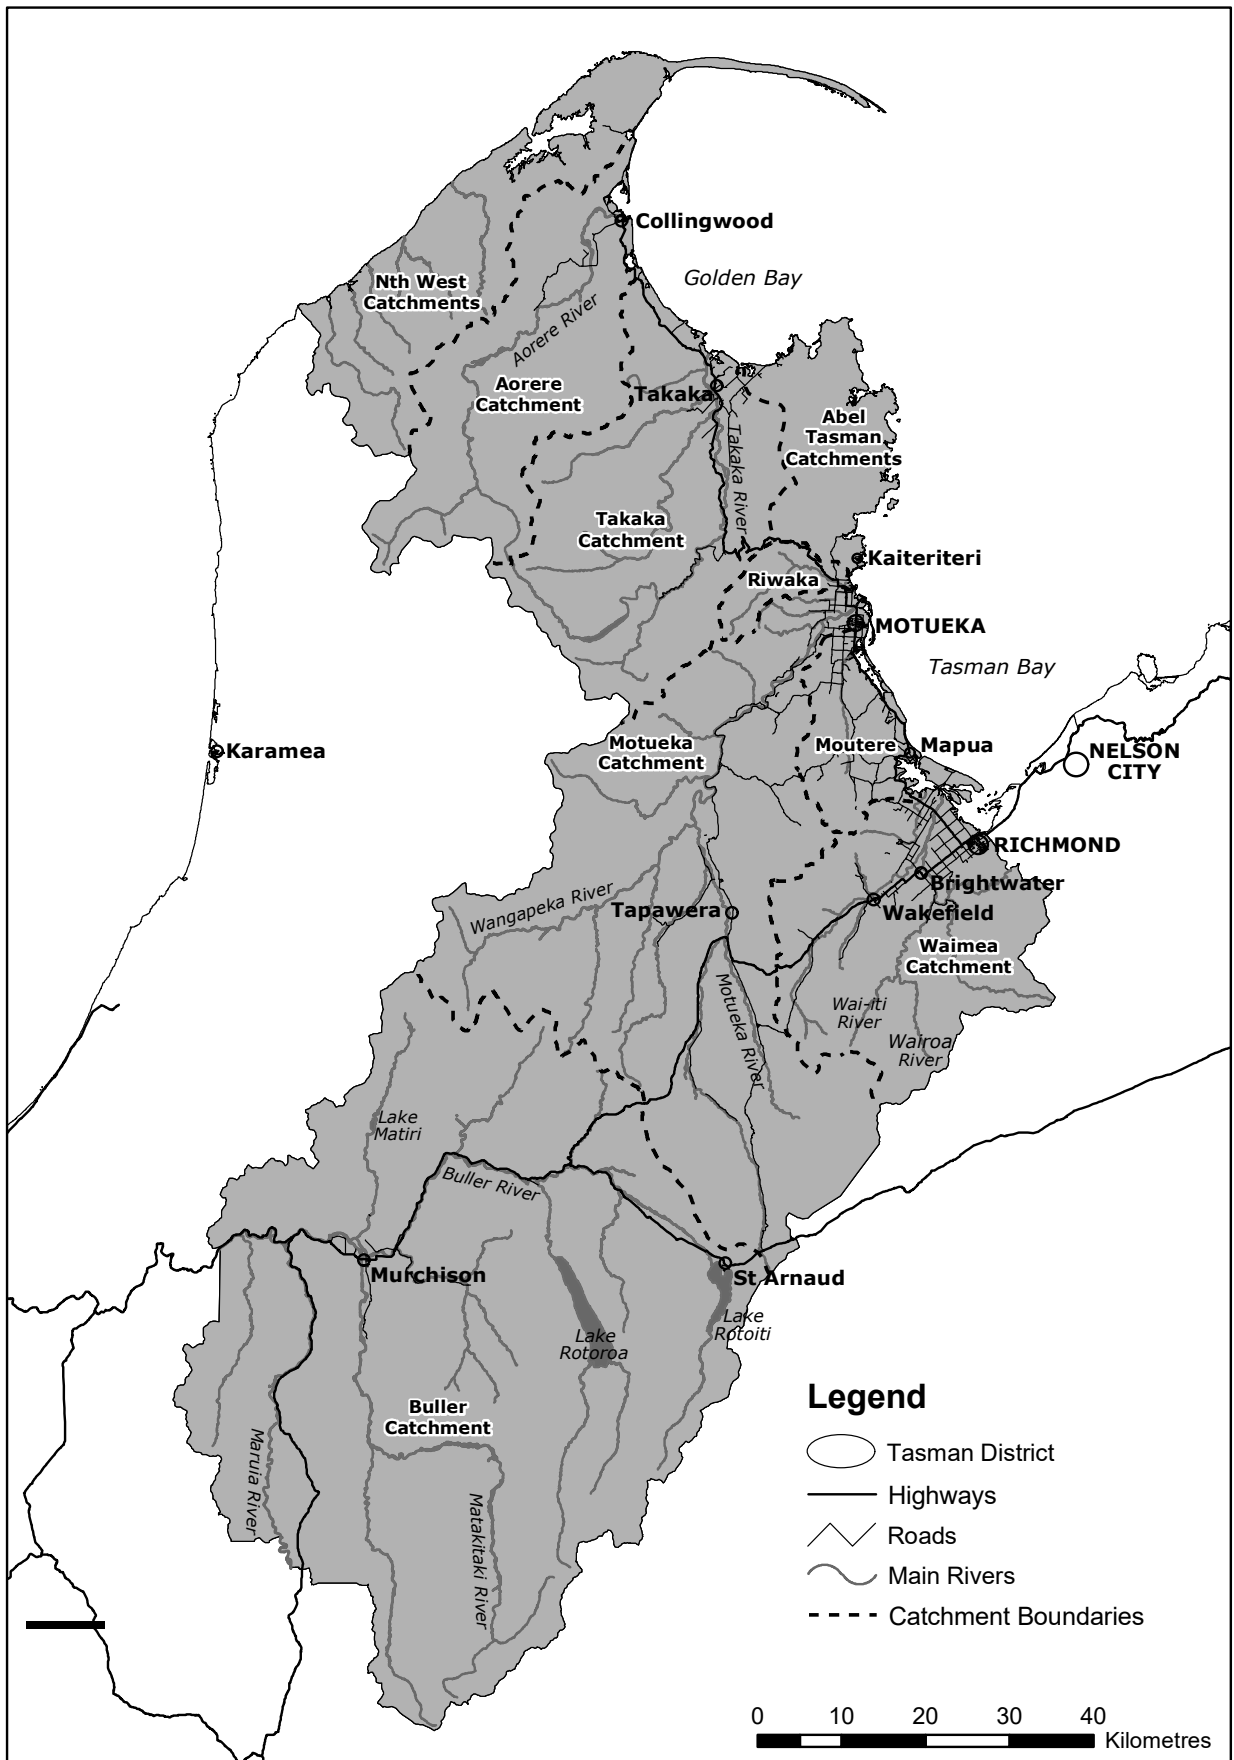 Collingwood
Golden Bay
Nth West
Catchments
Aorere River
Aorere
Catchment
Takaka
Abel
Tasman
Catchments
Takaka River
Takaka
Catchment
Kaiteriteri
Riwaka
MOTUEKA
Tasman Bay
Karamea
Motueka
Catchment
Moutere
Mapua
NELSON
CITY
RICHMOND
Brightwater
Wangapeka River
Tapawera
Wakefield
Waimea
Catchment
Motueka River
Wai-iti
River
Wairoa
River
Lake
Matiri
Buller River
Murchison
St Arnaud
Lake
Rotoiti
Lake
Rotoroa
Buller
Catchment
Maruia River
Matakitaki River
Legend
Tasman District
Highways
Roads
Main Rivers
Catchment Boundaries
0 10 20 30 40
Kilometres